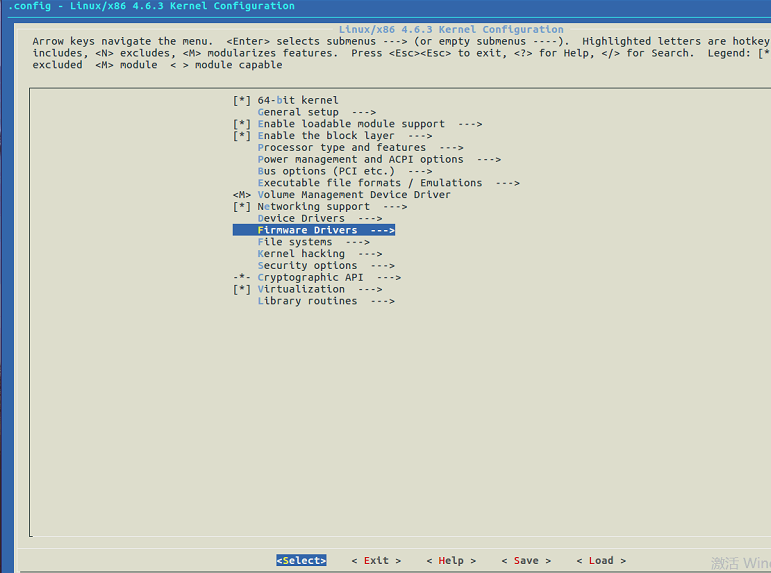 .config - Linux/x86 4.6.3 Kernel Configuration
Linux/x86 4.6.3 Kernel Configuration
Arrow keys navigate the menu.  <Enter> selects submenus ---> (or empty submenus ----).  Highlighted letters are hotkey
includes, <N> excludes, <M> modularizes features.  Press <Esc><Esc> to exit, <?> for Help, </> for Search.  Legend: [*
excluded  <M> module  < > module capable
[*] 64-bit kernel
General setup  --->
[*] Enable loadable module support  --->
[*] Enable the block layer  --->
Processor type and features  --->
Power management and ACPI options  --->
Bus options (PCI etc.)  --->
Executable file formats / Emulations  --->
<M> Volume Management Device Driver
[*] Networking support  --->
Device Drivers  --->
Firmware Drivers  --->
File systems  --->
Kernel hacking  --->
Security options  --->
-*- Cryptographic API  --->
[*] Virtualization  --->
Library routines  --->
<Select>    < Exit >    < Help >    < Save >    < Load >
激活 Win